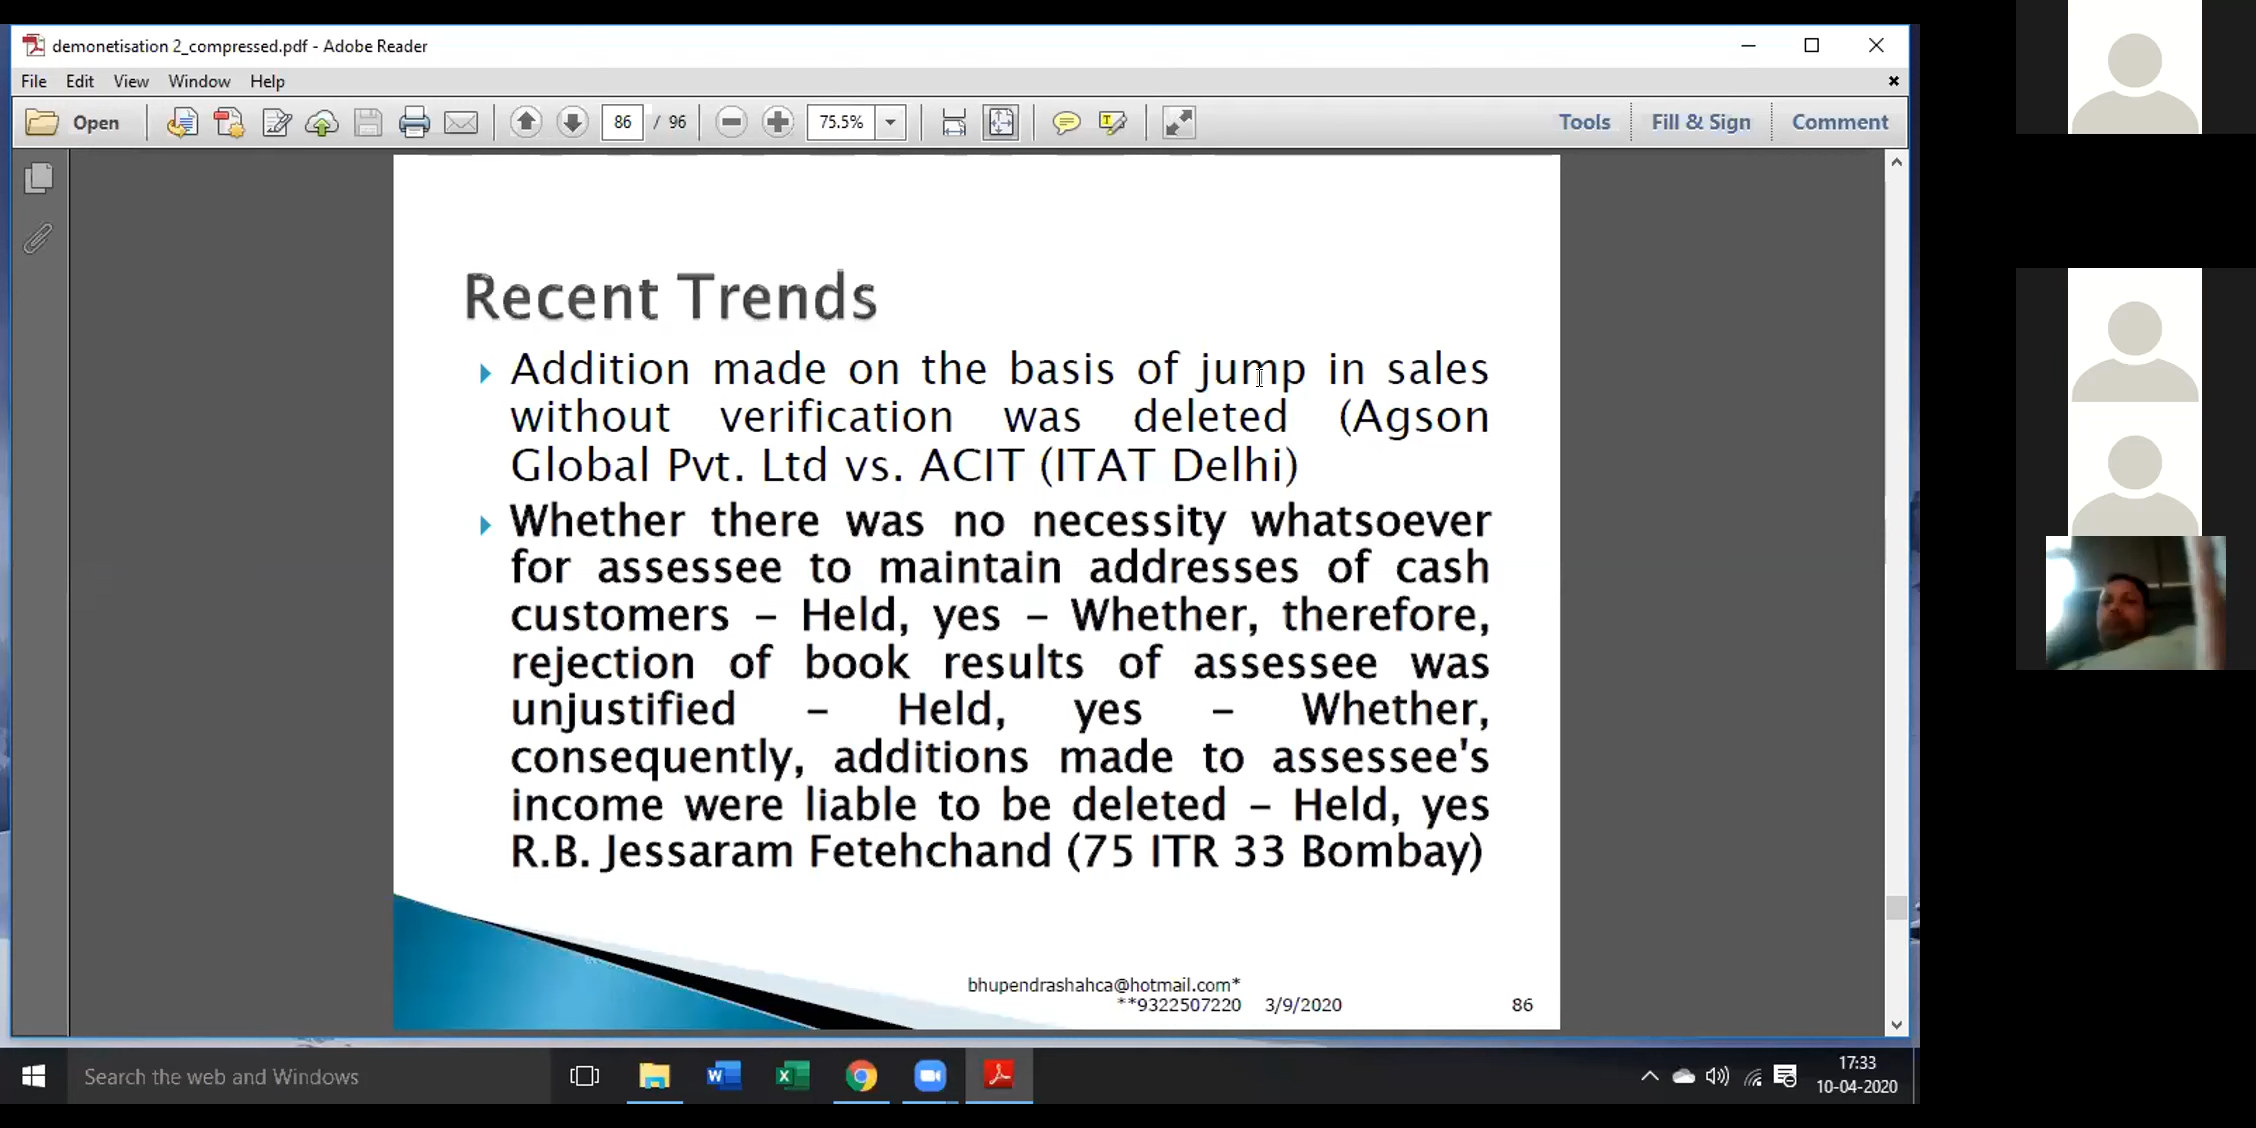 demonetisation 2_compressed.pdf - Adobe Reader
File Edit View Window Help
Open 86 / 96 75.5% Tools Fill & Sign Comment
Recent Trends
Addition made on the basis of jump in sales
without verification was deleted (Agson
Global Pvt. Ltd vs. ACIT (ITAT Delhi)
Whether there was no necessity whatsoever
for assessee to maintain addresses of cash
customers – Held, yes – Whether, therefore,
rejection of book results of assessee was
unjustified – Held, yes – Whether,
consequently, additions made to assessee's
income were liable to be deleted – Held, yes
R.B. Jessaram Fetehchand (75 ITR 33 Bombay)
bhupendrashahca@hotmail.com*
**9322507220 3/9/2020 86
Search the web and Windows
17:33
10-04-2020